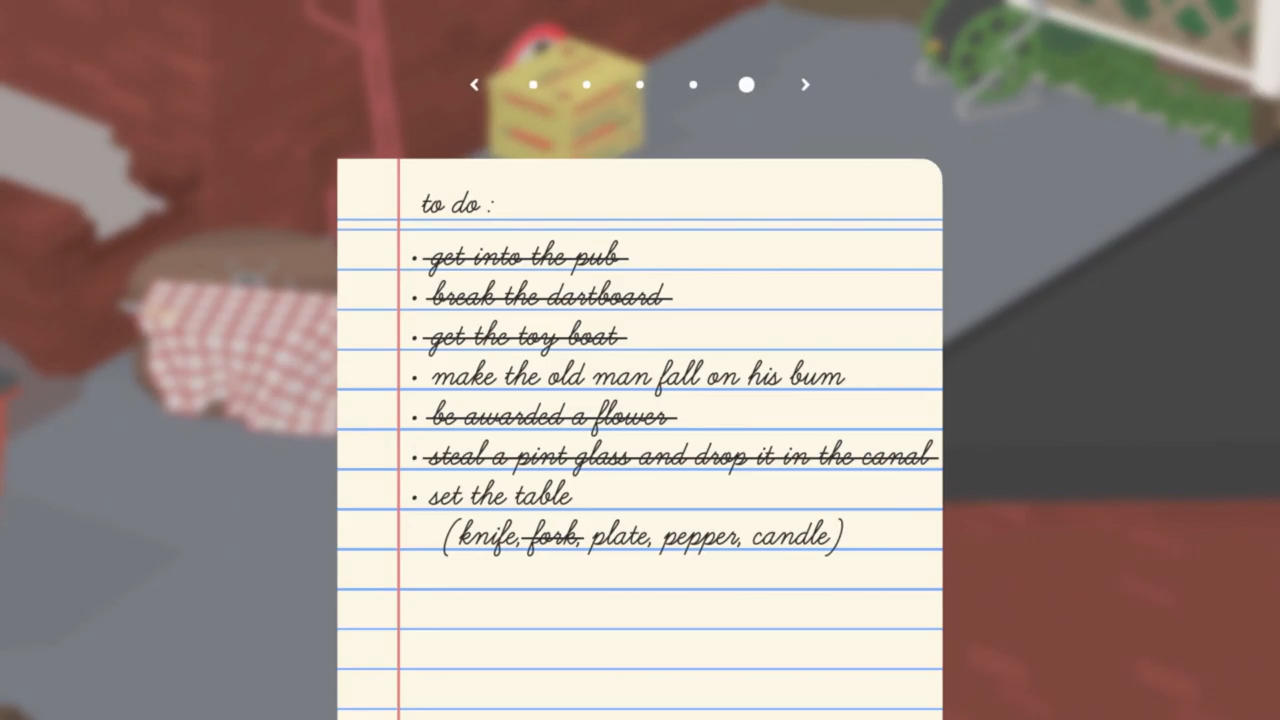 to do :
• get into the pub
• break the dartboard
• get the toy boat
• make the old man fall on his bum
• be awarded a flower
• steal a pint glass and drop it in the canal
• set the table
(knife, fork, plate, pepper, candle)